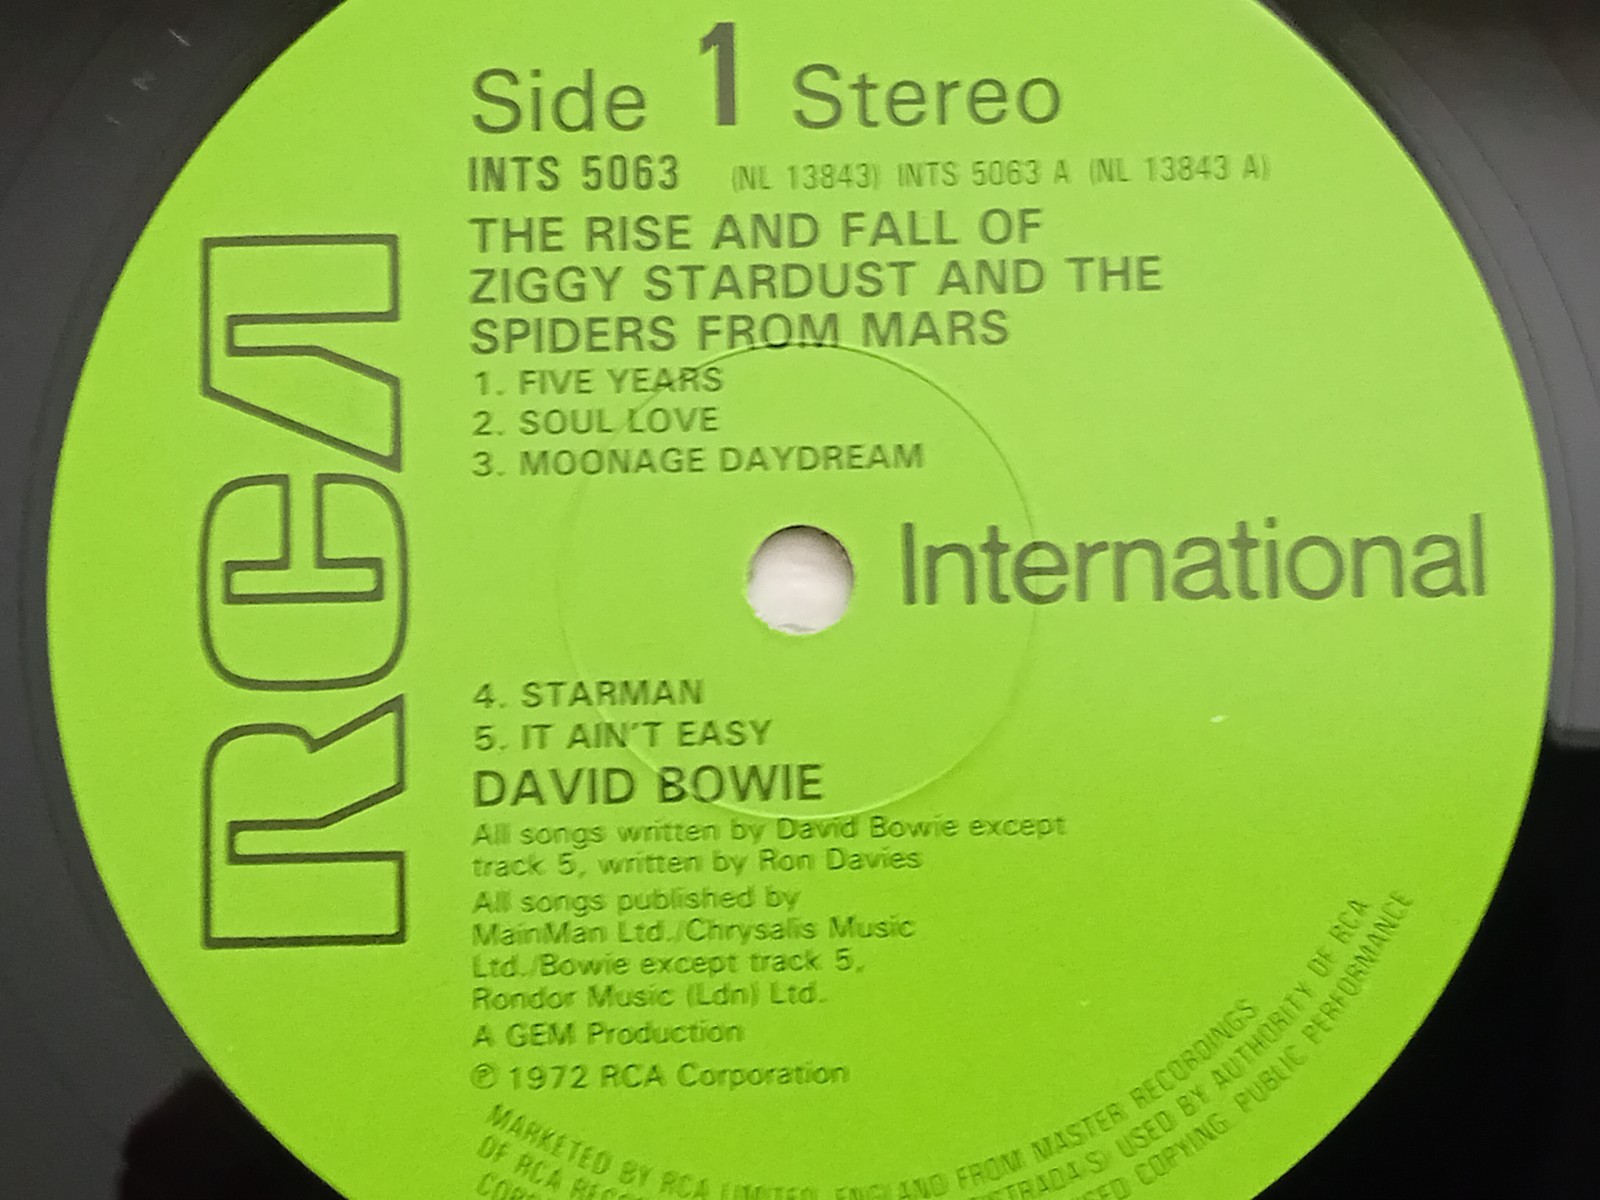 Side 1 Stereo
INTS 5063 (NL 13843) INTS 5063 A (NL 13843 A)
THE RISE AND FALL OF
ZIGGY STARDUST AND THE
SPIDERS FROM MARS
1. FIVE YEARS
2. SOUL LOVE
3. MOONAGE DAYDREAM
RCA
International
4. STARMAN
5. IT AIN'T EASY
DAVID BOWIE
All songs written by David Bowie except
track 5, written by Ron Davies
All songs published by
MainMan Ltd./Chrysalis Music
Ltd./Bowie except track 5,
Rondor Music (Ldn) Ltd.
A GEM Production
℗ 1972 RCA Corporation
MARKETED BY RCA LIMITED, ENGLAND FROM MASTER RECORDINGS
OF RCA USED BY AUTHORITY OF RCA
COPYING, PUBLIC PERFORMANCE